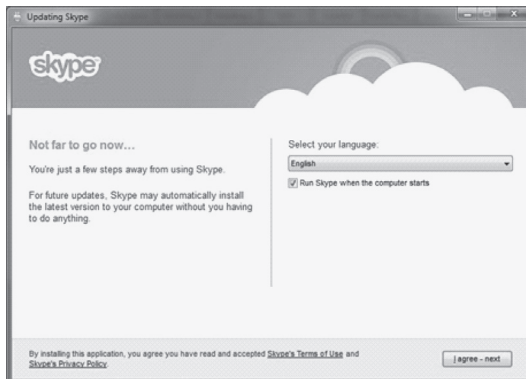 Updating Skype
skype
Not far to go now...
You're just a few steps away from using Skype.
For future updates, Skype may automatically install
the latest version to your computer without you having
to do anything.
Select your language:
English
Run Skype when the computer starts
By installing this application, you agree you have read and accepted Skype's Terms of Use and
Skype's Privacy Policy.
I agree - next